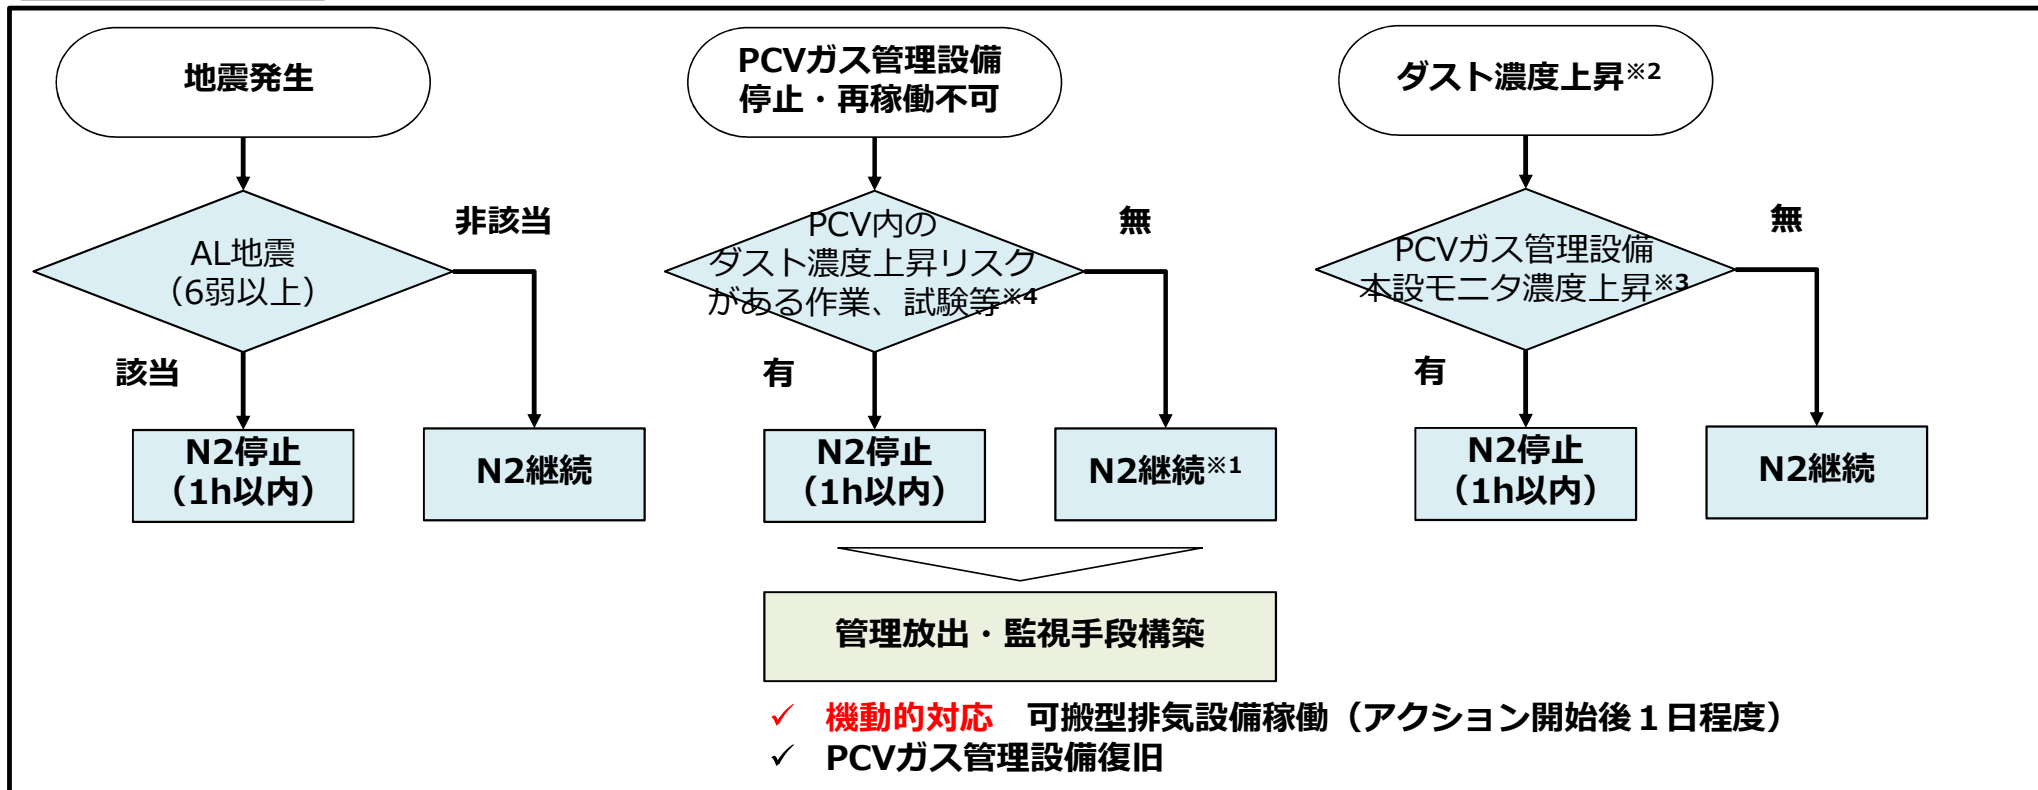 地震発生
AL地震
（6弱以上）
非該当
該当
N2停止
（1h以内）
N2継続
PCVガス管理設備
停止・再稼働不可
PCV内の
ダスト濃度上昇リスク
がある作業、試験等※4
無
有
N2停止
（1h以内）
N2継続※1
ダスト濃度上昇※2
PCVガス管理設備
本設モニタ濃度上昇※3
無
有
N2停止
（1h以内）
N2継続
管理放出・監視手段構築
✓ 機動的対応　可搬型排気設備稼働（アクション開始後１日程度）
✓ PCVガス管理設備復旧